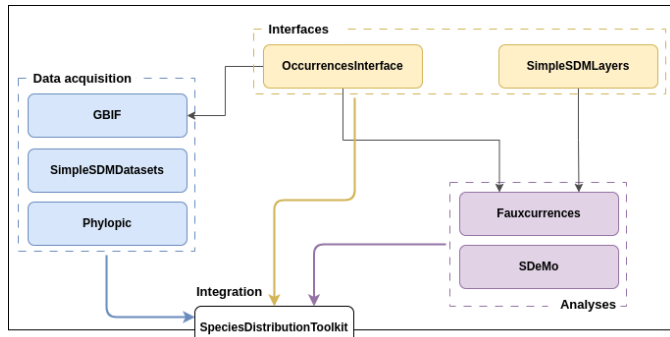 Interfaces
OccurrencesInterface
SimpleSDMLayers
Data acquisition
GBIF
SimpleSDMDatasets
Phylopic
Fauxcurrences
SDeMo
Analyses
Integration
SpeciesDistributionToolkit